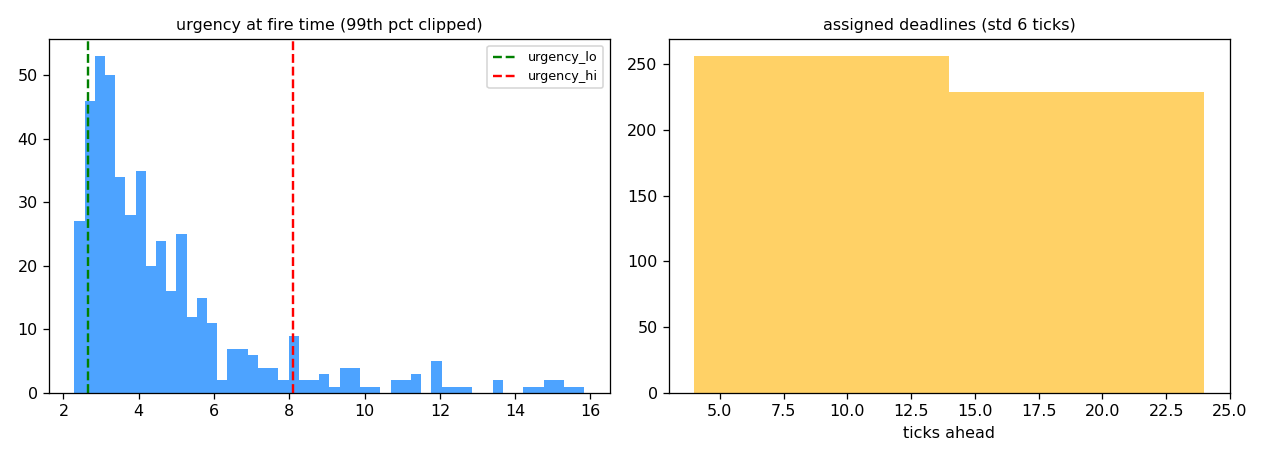 urgency at fire time (99th pct clipped)
urgency_lo
urgency_hi
50
40
30
20
10
0
2 4 6 8 10 12 14 16
assigned deadlines (std 6 ticks)
250
200
150
100
50
0
5.0 7.5 10.0 12.5 15.0 17.5 20.0 22.5 25.0
ticks ahead